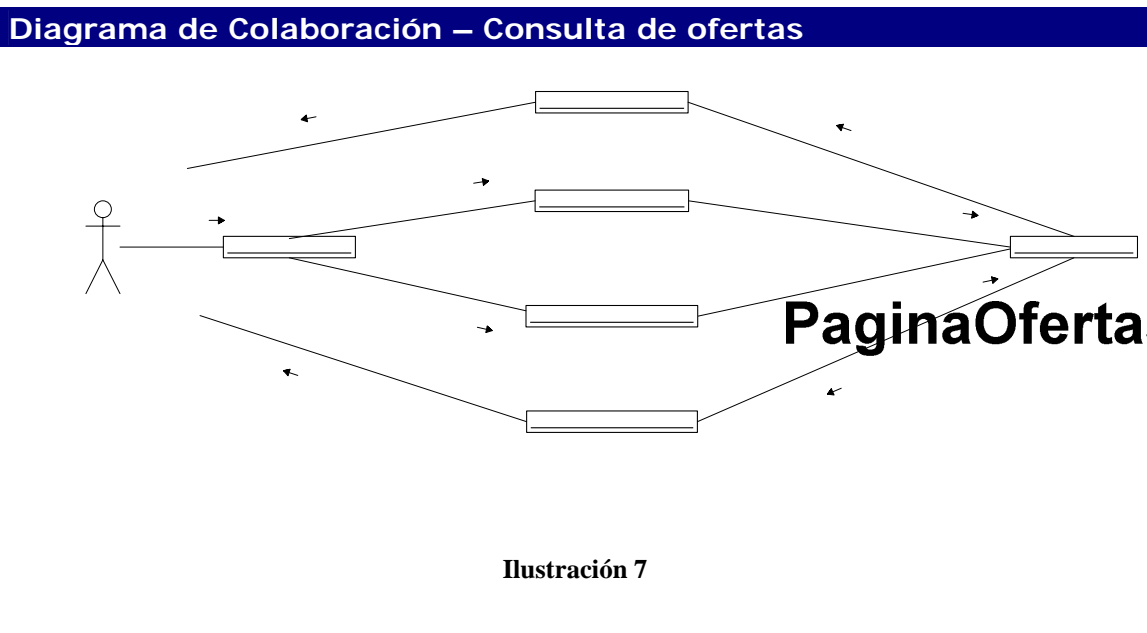 Diagrama de Colaboración – Consulta de ofertas
PaginaOferta
Ilustración 7